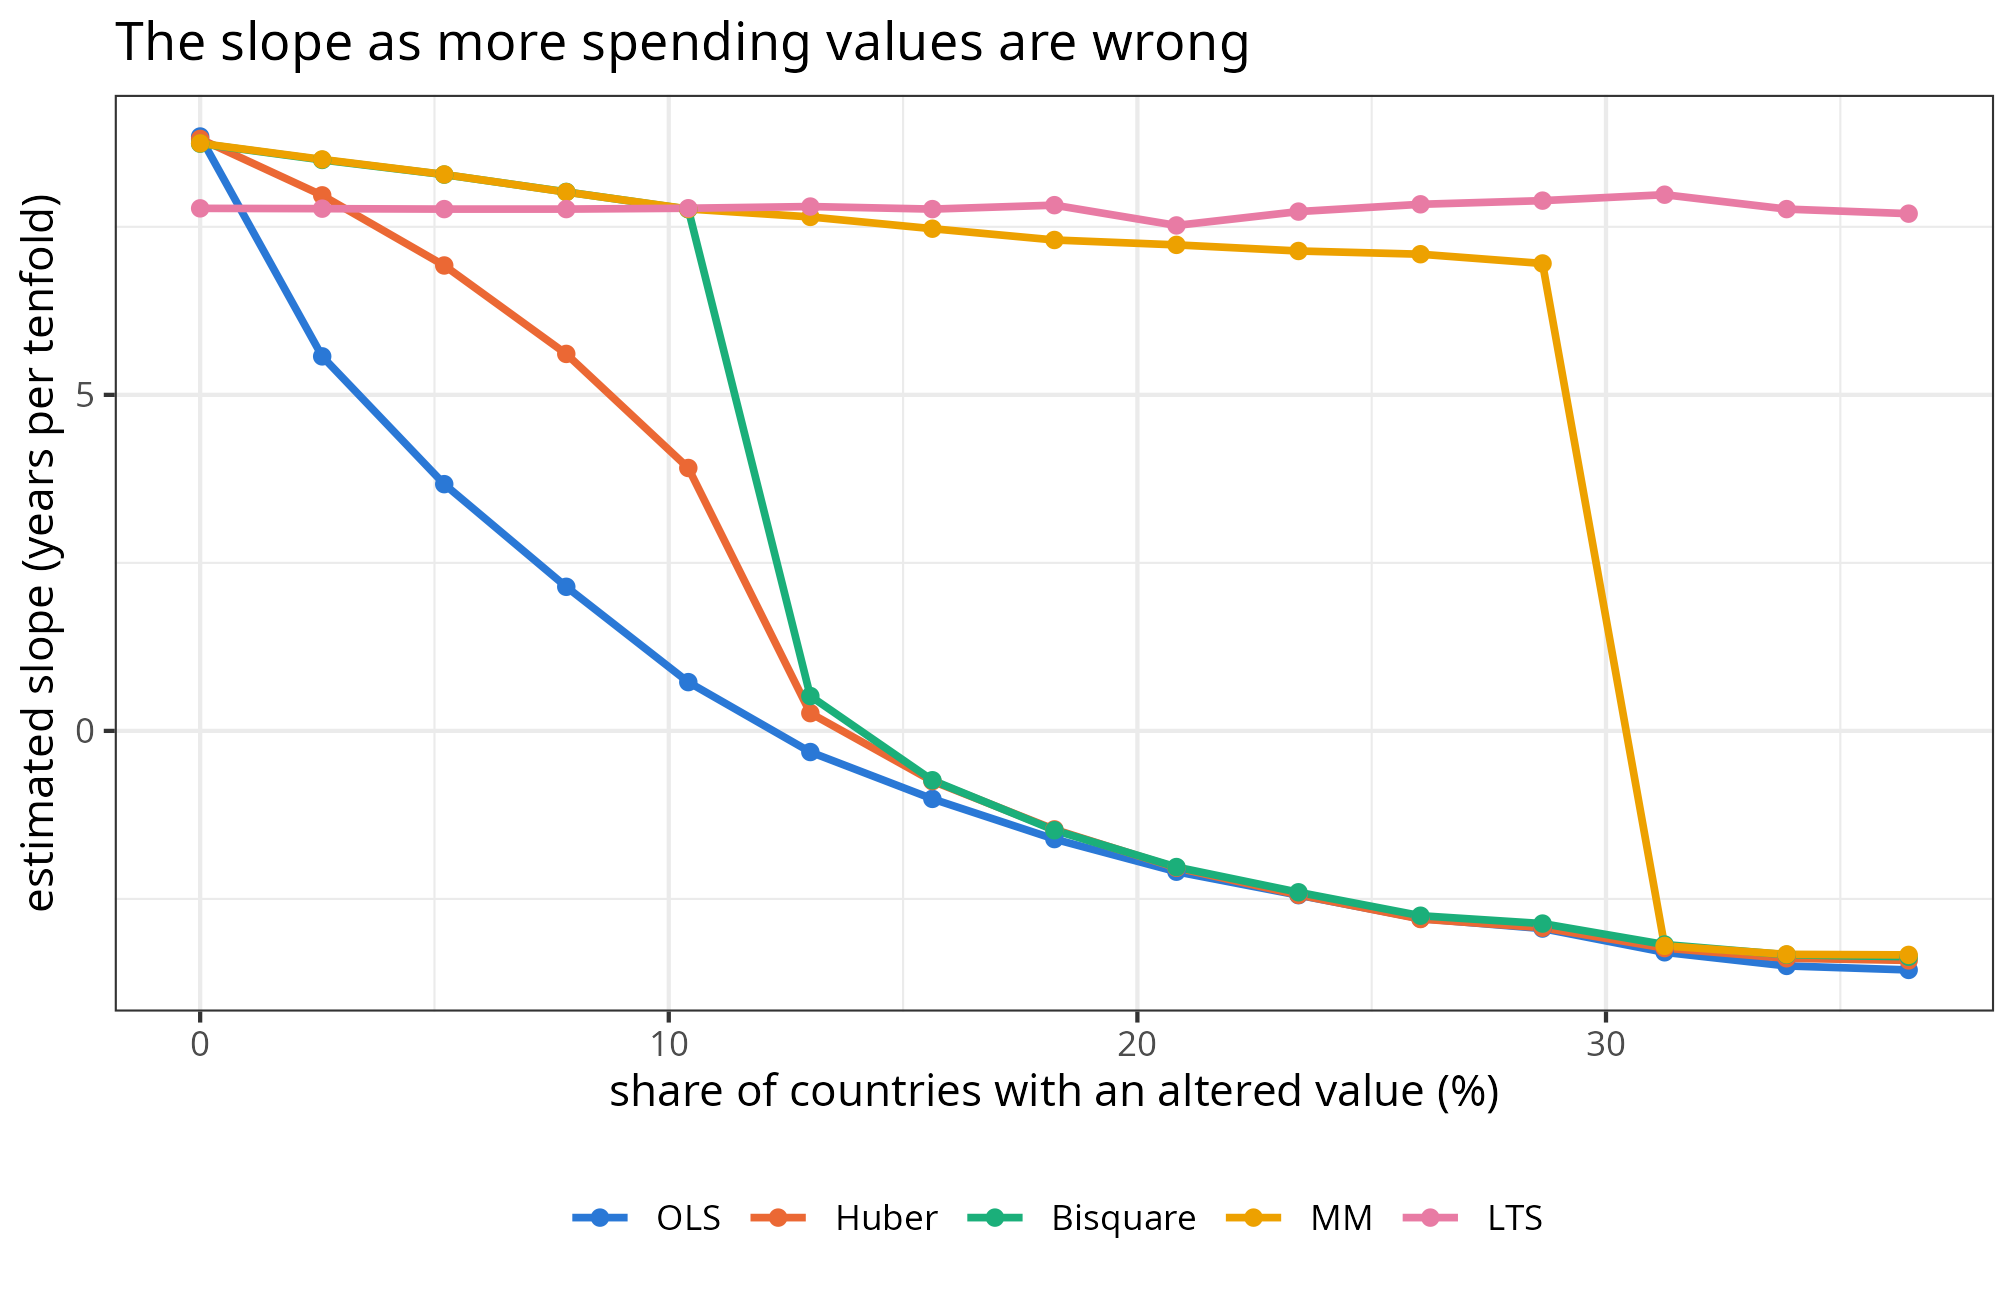 The slope as more spending values are wrong
estimated slope (years per tenfold)
5
0
0 10 20 30
share of countries with an altered value (%)
OLS Huber Bisquare MM LTS